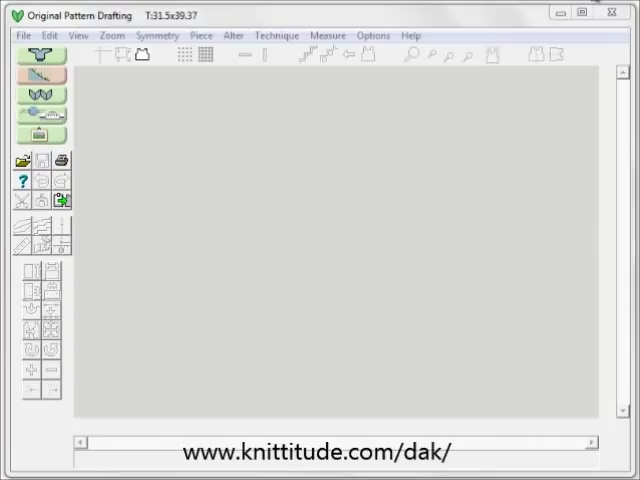 Original Pattern Drafting T:31.5x39.37
File Edit View Zoom Symmetry Piece Alter Technique Measure Options Help
?
www.knittitude.com/dak/